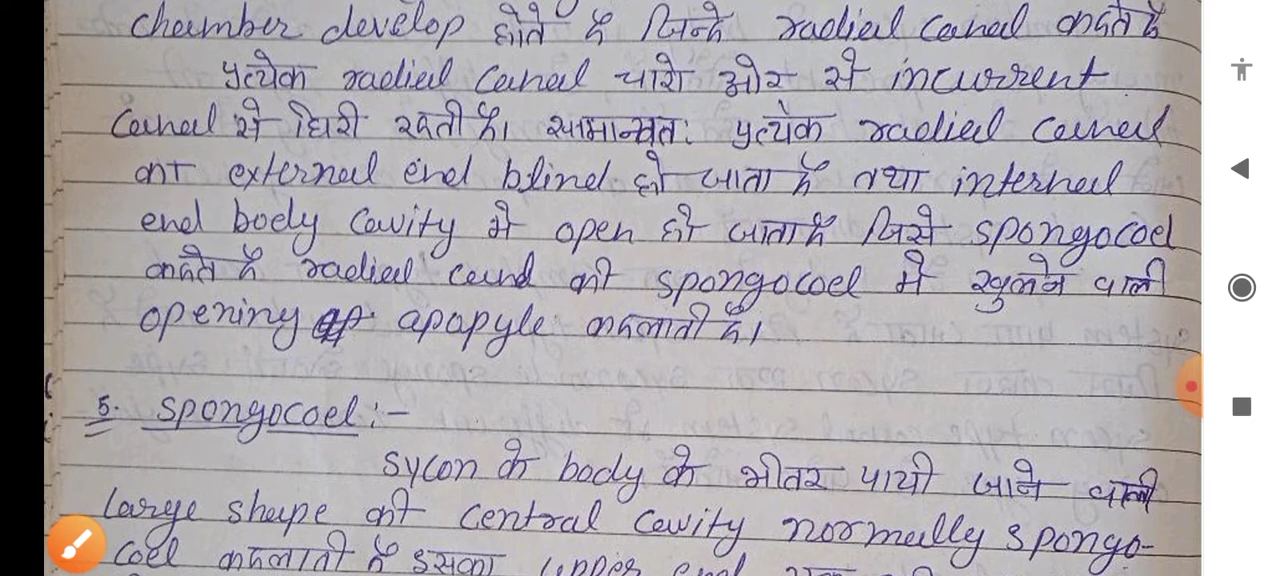 chamber develop होते है जिन्हे radial canal कहते है
प्रत्येक radial canal चारो ओर से incurrent
canal से घिरी रहती है। सामान्यतः प्रत्येक radial canal
का external end blind हो जाता है तथा internal
end body cavity मे open हो जाता है जिसे spongocoel
कहते है radial canal की spongocoel में खुलने वाली
opening apopyle कहलाती है।
5. spongocoel :-
sycon के body के भीतर पायी जाने वाली
large shape की central cavity normally spongo-
coel कहलाती है इसका upper end